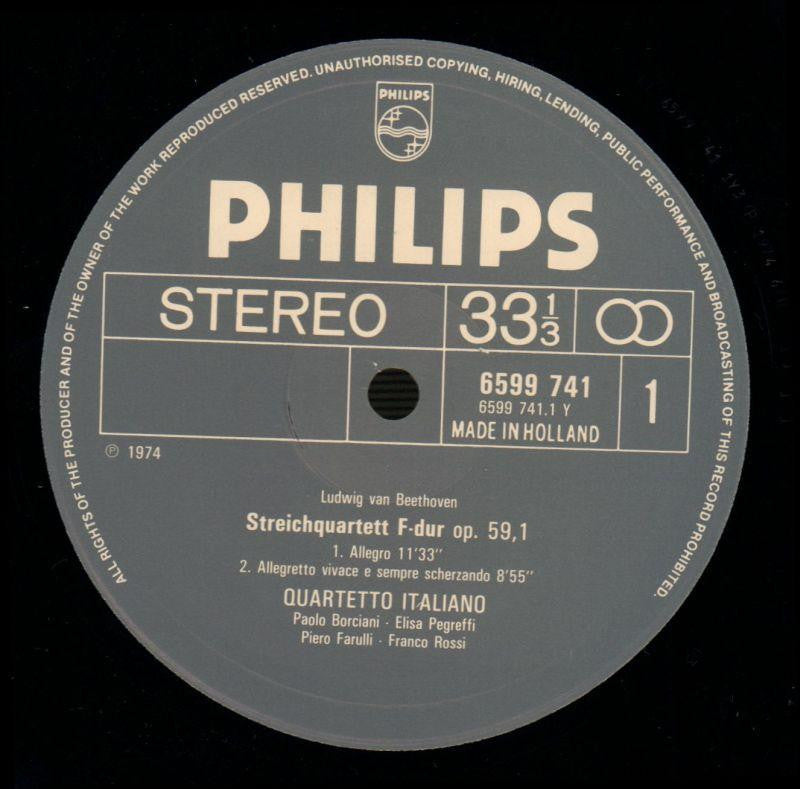 ALL RIGHTS OF THE PRODUCER AND OF THE OWNER OF THE WORK REPRODUCED RESERVED. UNAUTHORISED COPYING, HIRING, LENDING, PUBLIC PERFORMANCE AND BROADCASTING OF THIS RECORD PROHIBITED.
PHILIPS
PHILIPS
STEREO 33 1/3
6599 741
6599 741.1 Y
MADE IN HOLLAND
1
℗ 1974
Ludwig van Beethoven
Streichquartett F-dur op. 59,1
1. Allegro 11'33"
2. Allegretto vivace e sempre scherzando 8'55"
QUARTETTO ITALIANO
Paolo Borciani · Elisa Pegreffi
Piero Farulli · Franco Rossi